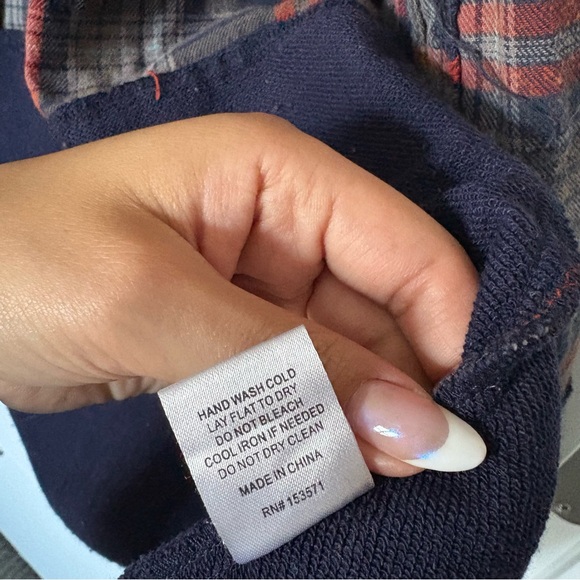 HAND WASH COLD
LAY FLAT TO DRY
DO NOT BLEACH
COOL IRON IF NEEDED
DO NOT DRY CLEAN
MADE IN CHINA
RN# 153571